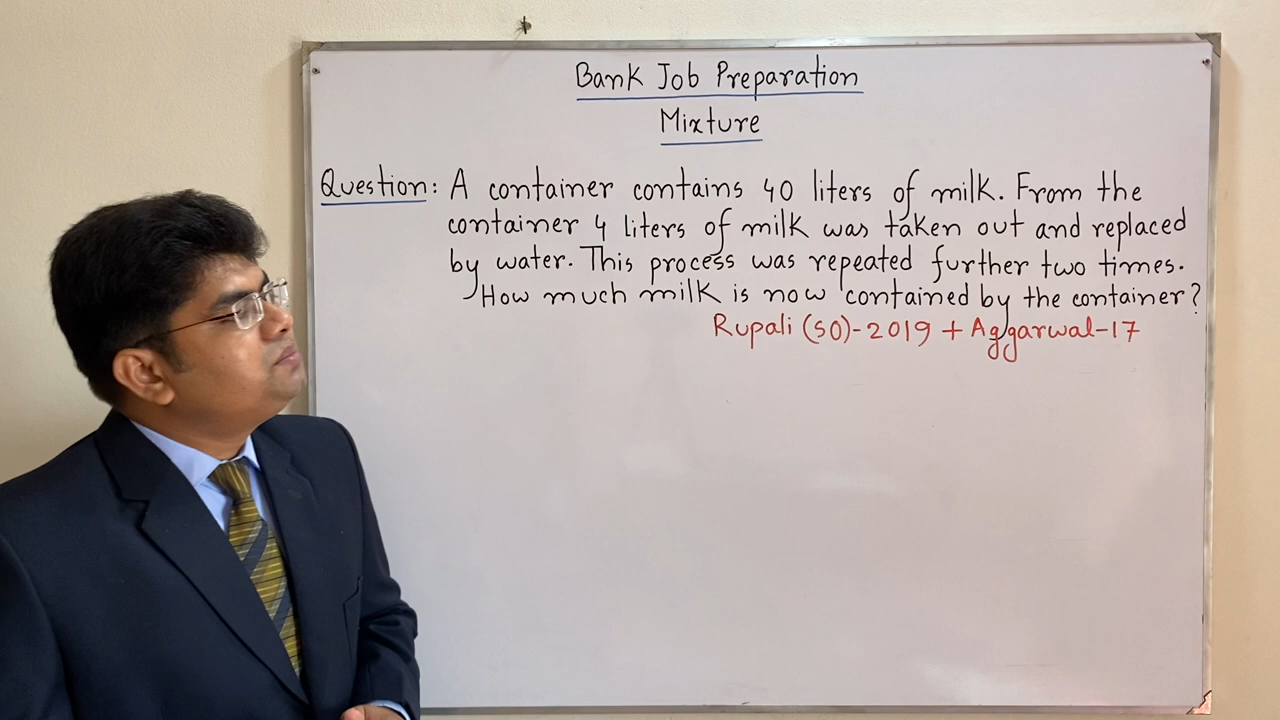 Bank Job Preparation
Mixture
Question: A container contains 40 liters of milk. From the
container 4 liters of milk was taken out and replaced
by water. This process was repeated further two times.
How much milk is now contained by the container?
Rupali (SO)-2019 + Aggarwal-17